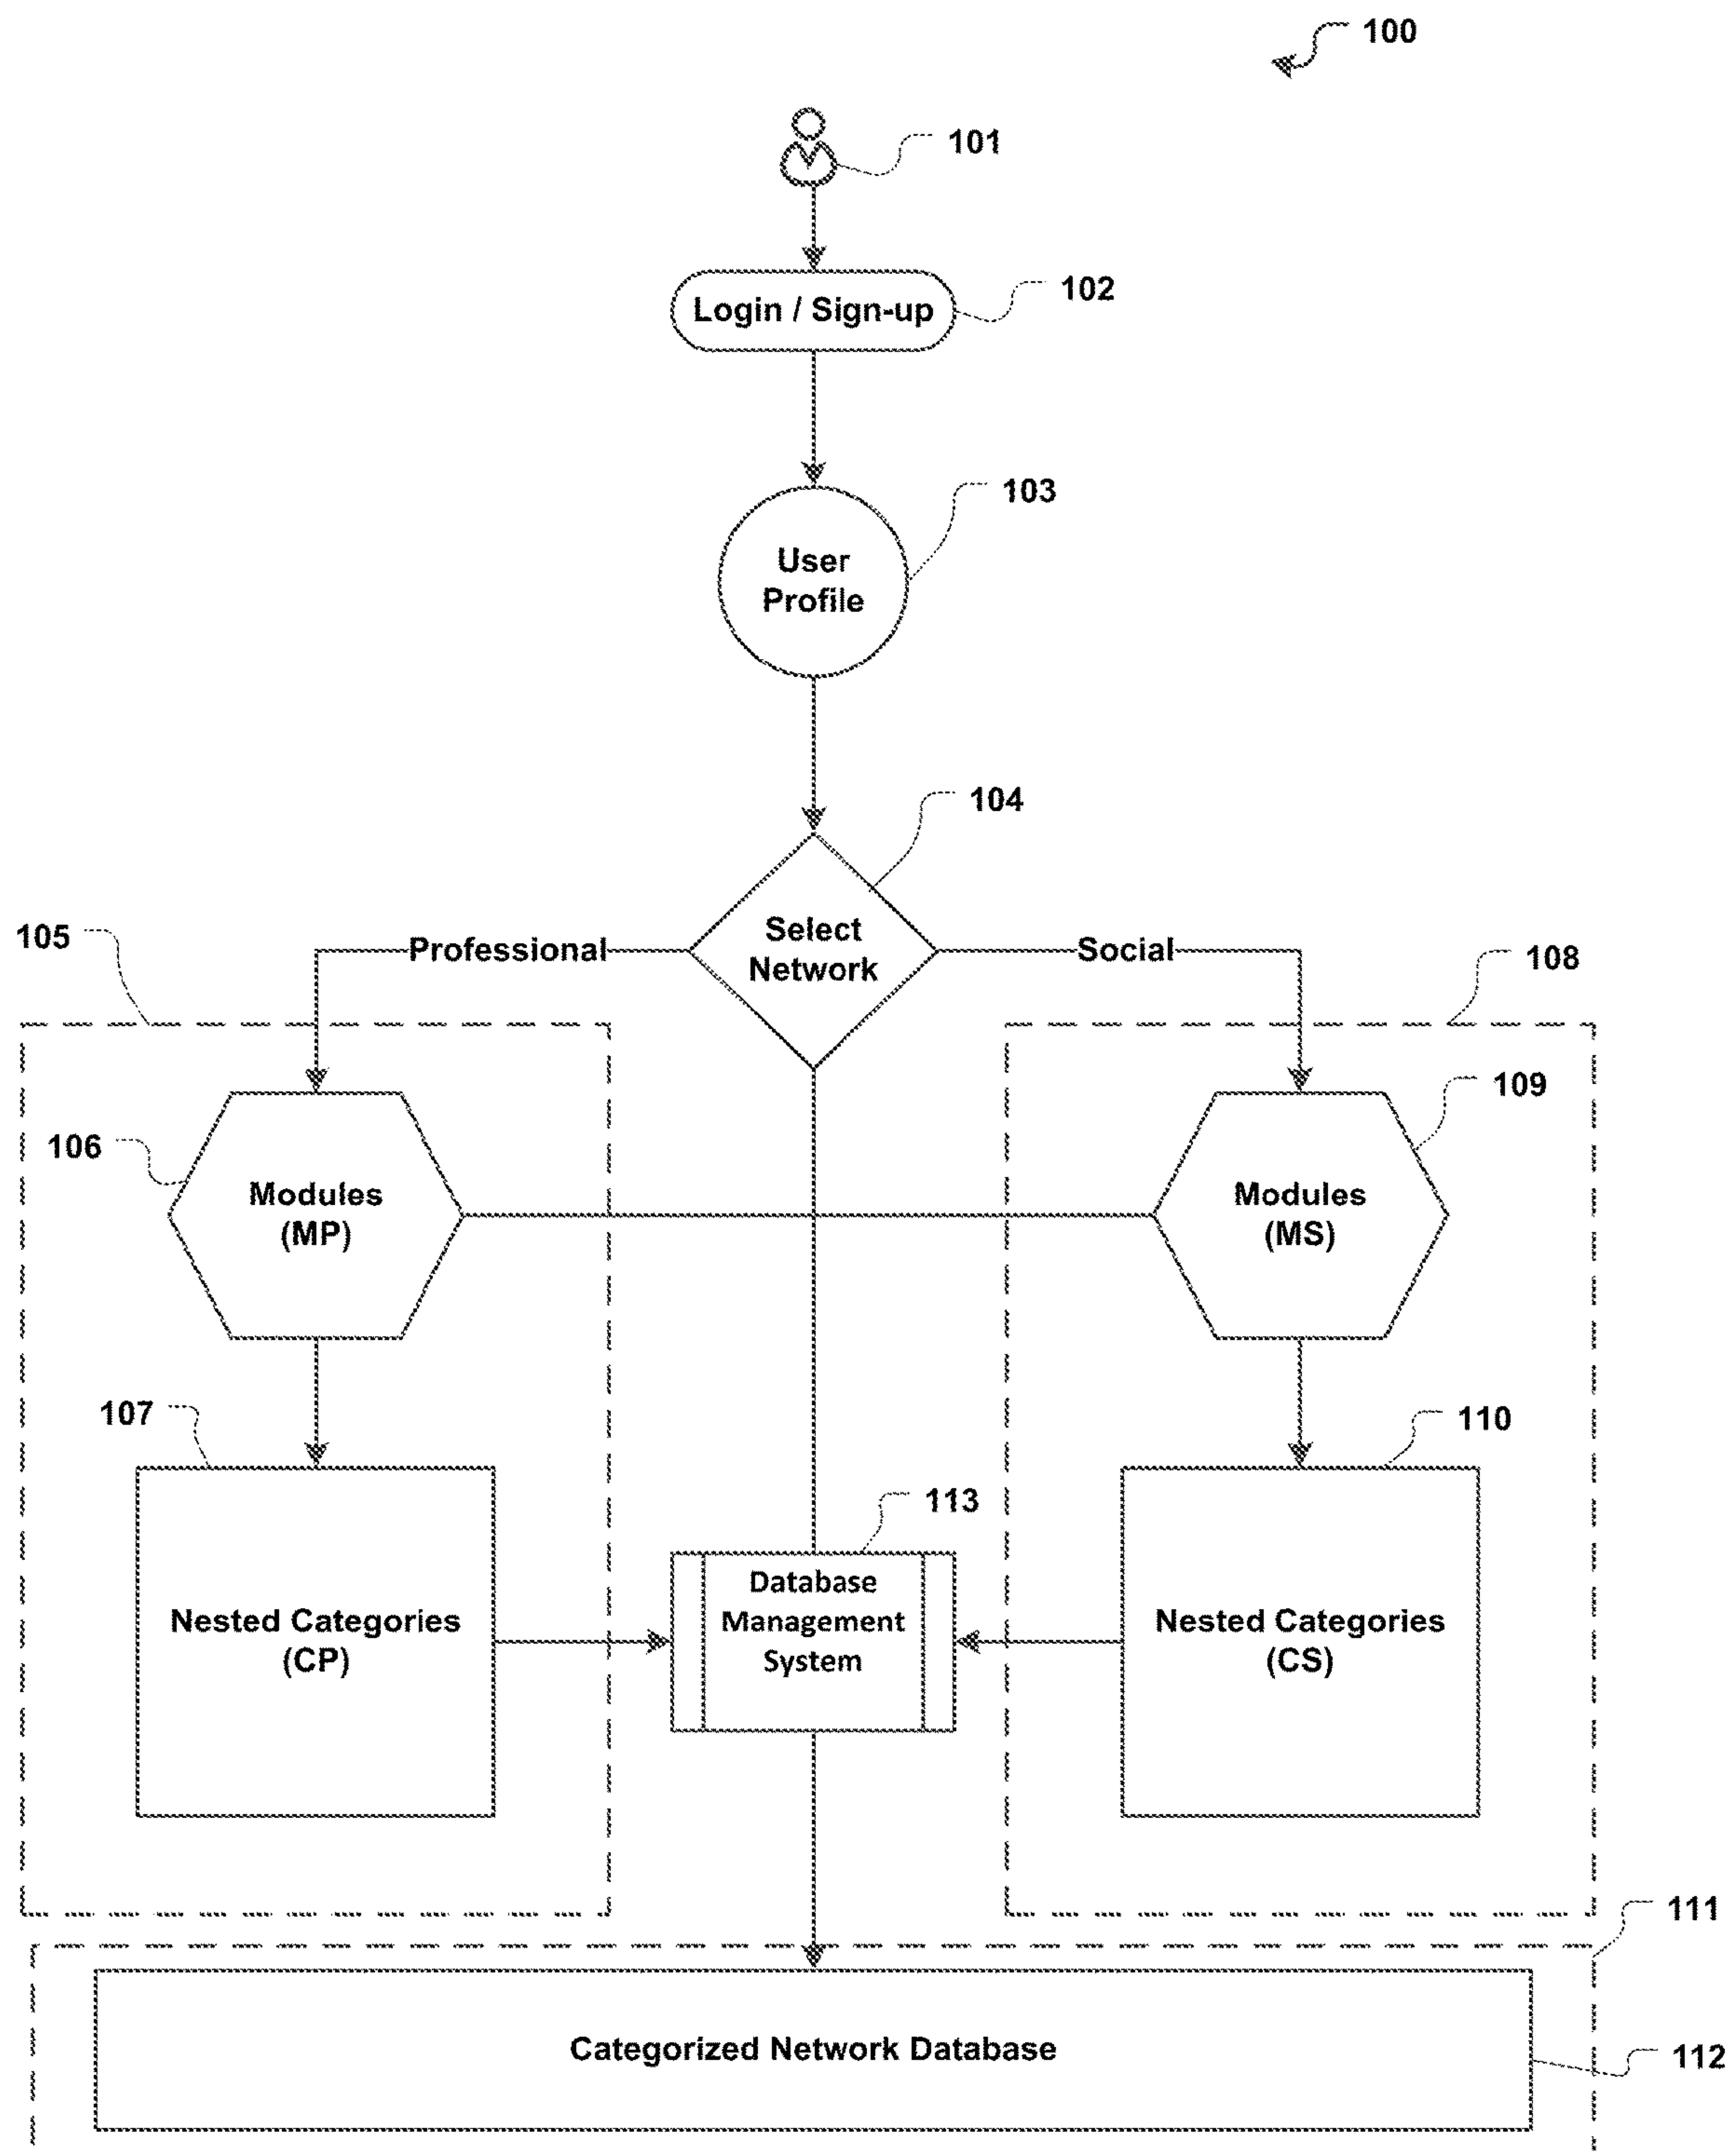 100
101
Login / Sign-up
102
103
User
Profile
104
Select
Network
Professional
Social
105
108
106
109
Modules
(MP)
Modules
(MS)
107
110
113
Nested Categories
(CP)
Database
Management
System
Nested Categories
(CS)
111
Categorized Network Database
112